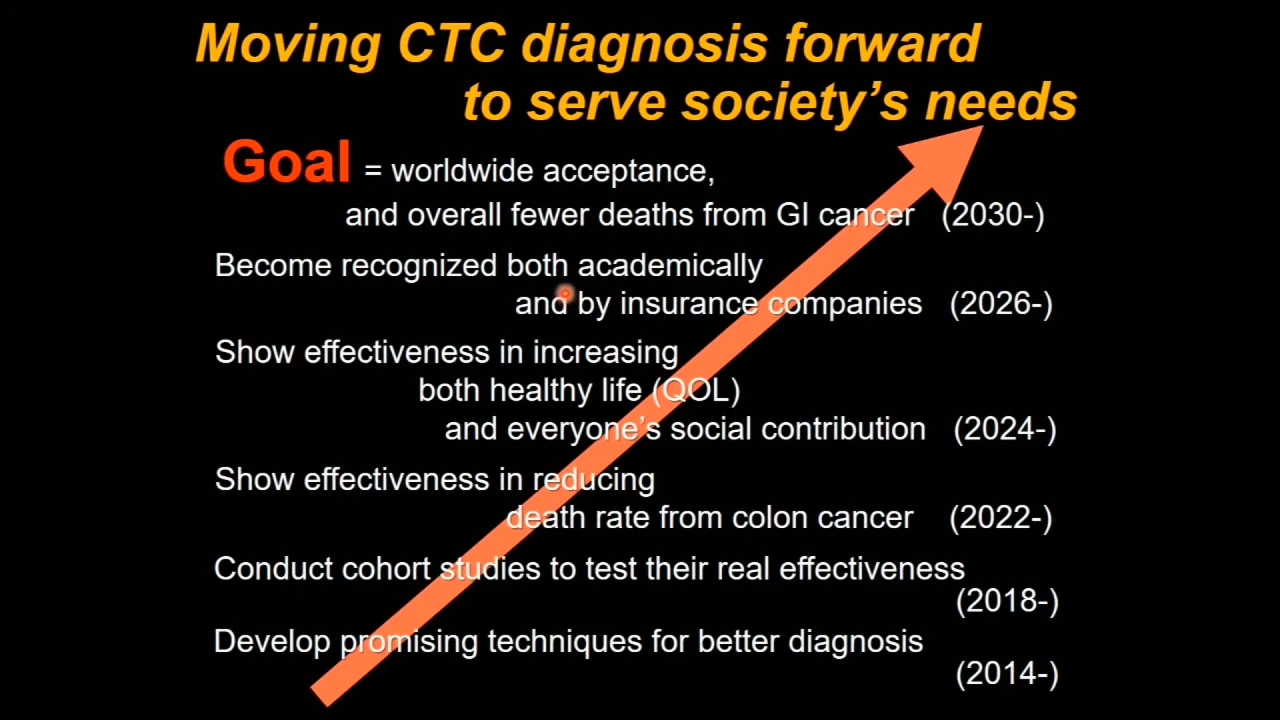 Moving CTC diagnosis forward
to serve society's needs
Goal = worldwide acceptance,
and overall fewer deaths from GI cancer (2030-)
Become recognized both academically
and by insurance companies (2026-)
Show effectiveness in increasing
both healthy life (QOL)
and everyone's social contribution (2024-)
Show effectiveness in reducing
death rate from colon cancer (2022-)
Conduct cohort studies to test their real effectiveness
(2018-)
Develop promising techniques for better diagnosis
(2014-)